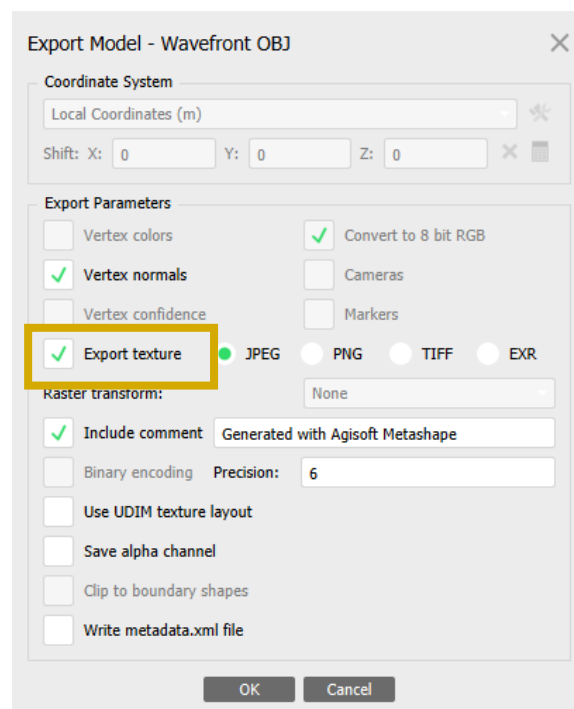 Export Model - Wavefront OBJ
Coordinate System
Local Coordinates (m)
Shift: X: 0 Y: 0 Z: 0
Export Parameters
Vertex colors Convert to 8 bit RGB
Vertex normals Cameras
Vertex confidence Markers
Export texture JPEG PNG TIFF EXR
Raster transform: None
Include comment Generated with Agisoft Metashape
Binary encoding Precision: 6
Use UDIM texture layout
Save alpha channel
Clip to boundary shapes
Write metadata.xml file
OK Cancel